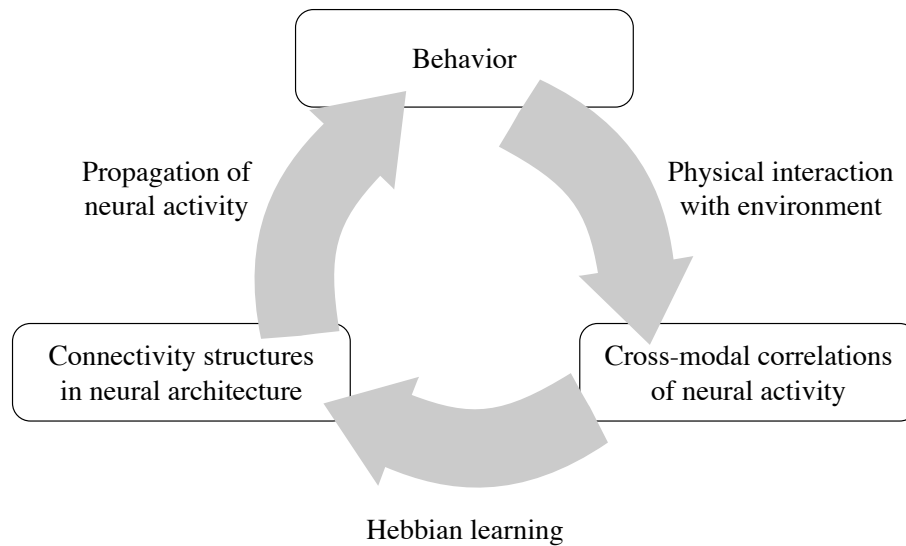 Behavior
Propagation of
neural activity
Physical interaction
with environment
Connectivity structures
in neural architecture
Cross-modal correlations
of neural activity
Hebbian learning